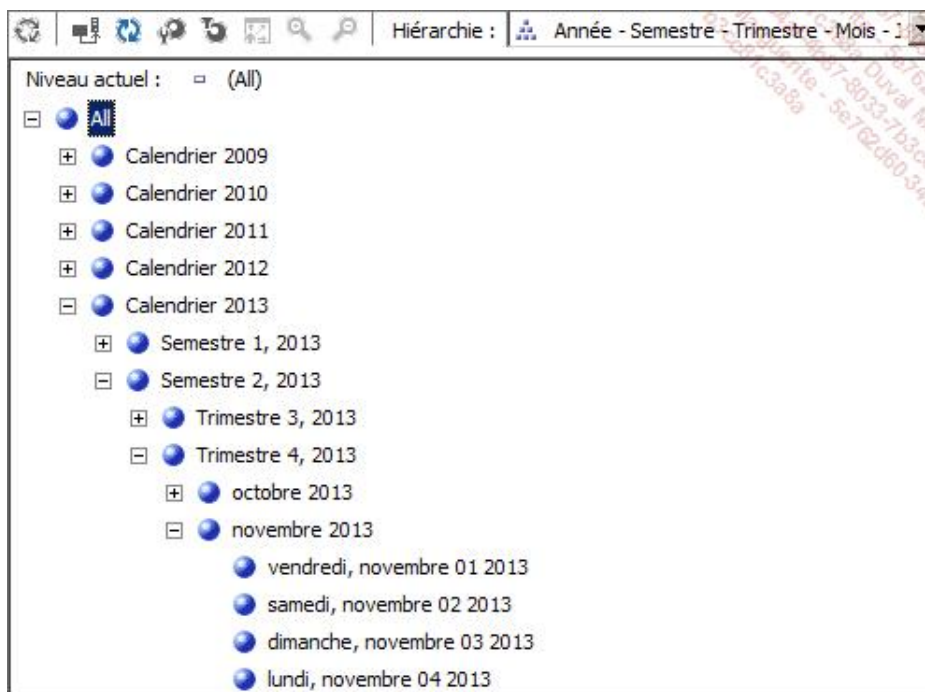 Hiérarchie : Année - Semestre - Trimestre - Mois -
Niveau actuel : (All)
All
Calendrier 2009
Calendrier 2010
Calendrier 2011
Calendrier 2012
Calendrier 2013
Semestre 1, 2013
Semestre 2, 2013
Trimestre 3, 2013
Trimestre 4, 2013
octobre 2013
novembre 2013
vendredi, novembre 01 2013
samedi, novembre 02 2013
dimanche, novembre 03 2013
lundi, novembre 04 2013